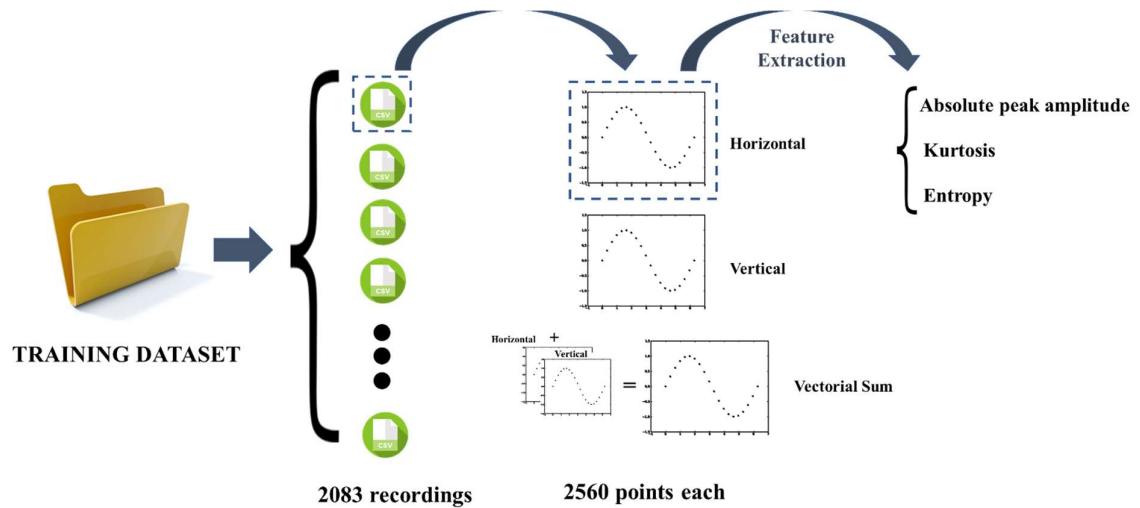 Feature
Extraction
CSV
Absolute peak amplitude
Horizontal
Kurtosis
CSV
Entropy
CSV
Vertical
CSV
Horizontal +
Vertical
=
TRAINING DATASET
Vectorial Sum
CSV
2083 recordings
2560 points each